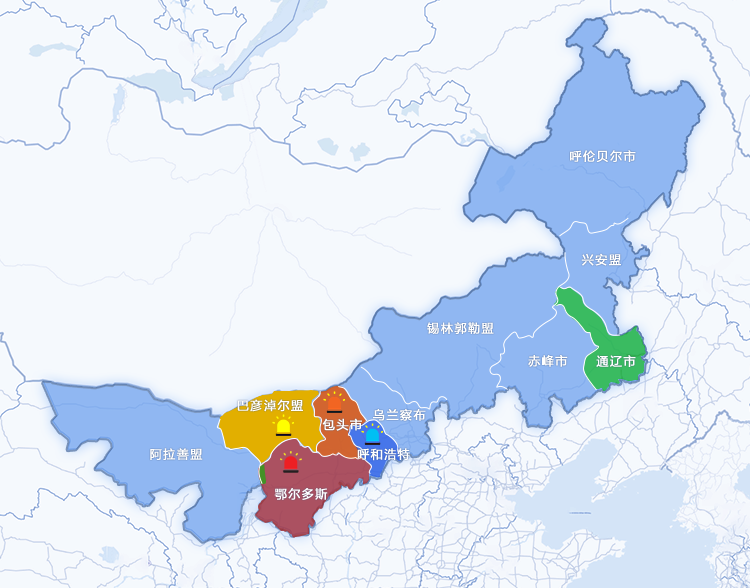 呼伦贝尔市
兴安盟
锡林郭勒盟
赤峰市
通辽市
巴彦淖尔盟
包头市
乌兰察布
阿拉善盟
呼和浩特
鄂尔多斯